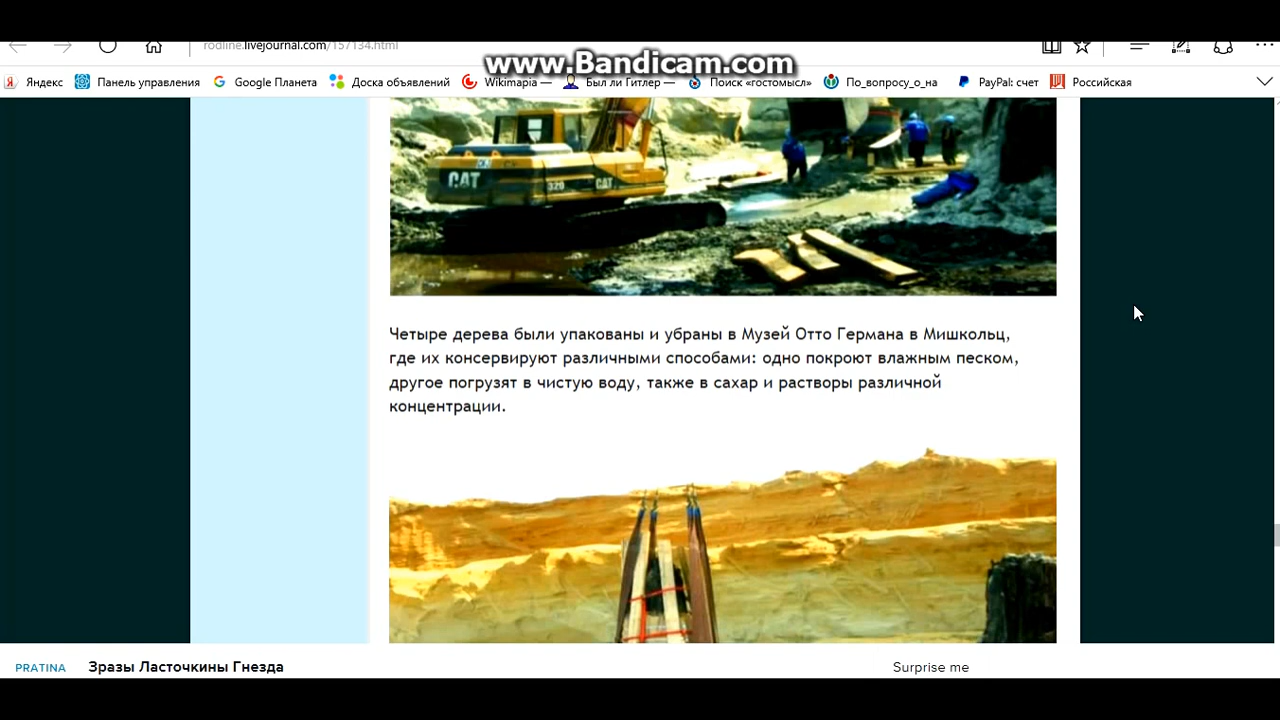 rodline.livejournal.com/157134.html
www.Bandicam.com
Яндекс Панель управления Google Планета Доска объявлений Wikimapia — Был ли Гитлер — Поиск «гостомысл» По_вопросу_о_на PayPal: счет Российская
CAT 320 CAT
Четыре дерева были упакованы и убраны в Музей Отто Германа в Мишкольц,
где их консервируют различными способами: одно покроют влажным песком,
другое погрузят в чистую воду, также в сахар и растворы различной
концентрации.
PRATINA Зразы Ласточкины Гнезда Surprise me